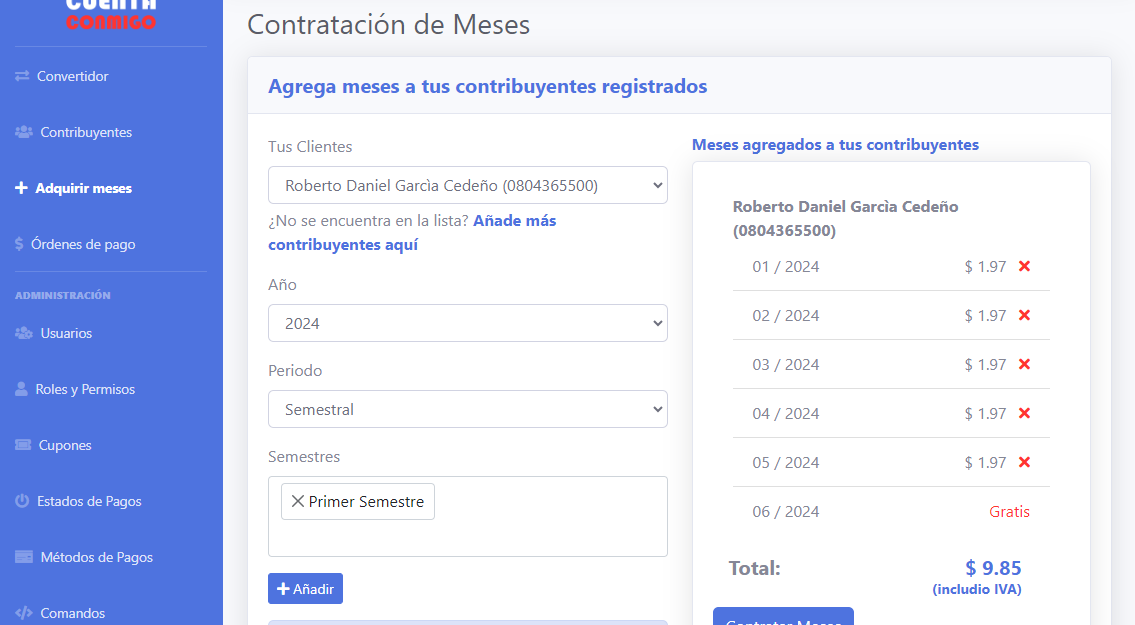 CUENTA
CONMIGO
Convertidor
Contribuyentes
Adquirir meses
Órdenes de pago
ADMINISTRACIÓN
Usuarios
Roles y Permisos
Cupones
Estados de Pagos
Métodos de Pagos
Comandos
Contratación de Meses
Agrega meses a tus contribuyentes registrados
Tus Clientes
Roberto Daniel Garcìa Cedeño (0804365500)
¿No se encuentra en la lista? Añade más
contribuyentes aquí
Año
2024
Periodo
Semestral
Semestres
Primer Semestre
Añadir
Meses agregados a tus contribuyentes
Roberto Daniel Garcìa Cedeño
(0804365500)
01 / 2024 $ 1.97
02 / 2024 $ 1.97
03 / 2024 $ 1.97
04 / 2024 $ 1.97
05 / 2024 $ 1.97
06 / 2024 Gratis
Total: $ 9.85
(includio IVA)
Contratar Meses